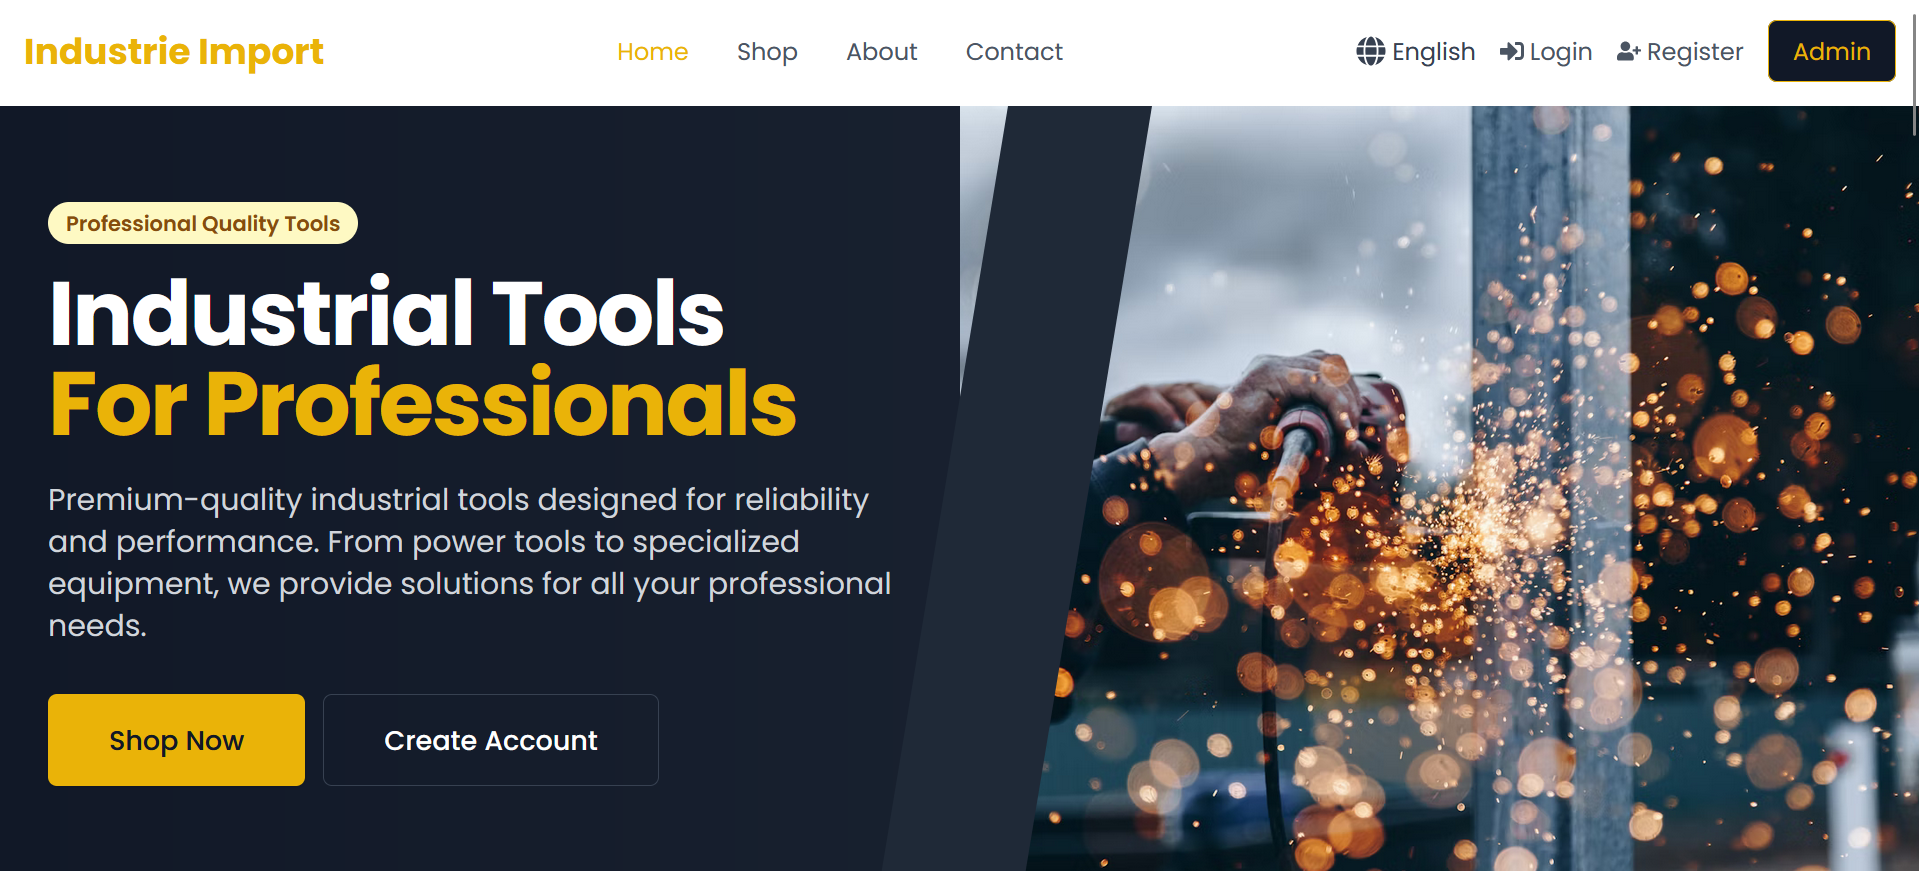 Industrie Import
Home
Shop
About
Contact
English
Login
Register
Admin
Professional Quality Tools
Industrial Tools
For Professionals
Premium-quality industrial tools designed for reliability
and performance. From power tools to specialized
equipment, we provide solutions for all your professional
needs.
Shop Now
Create Account